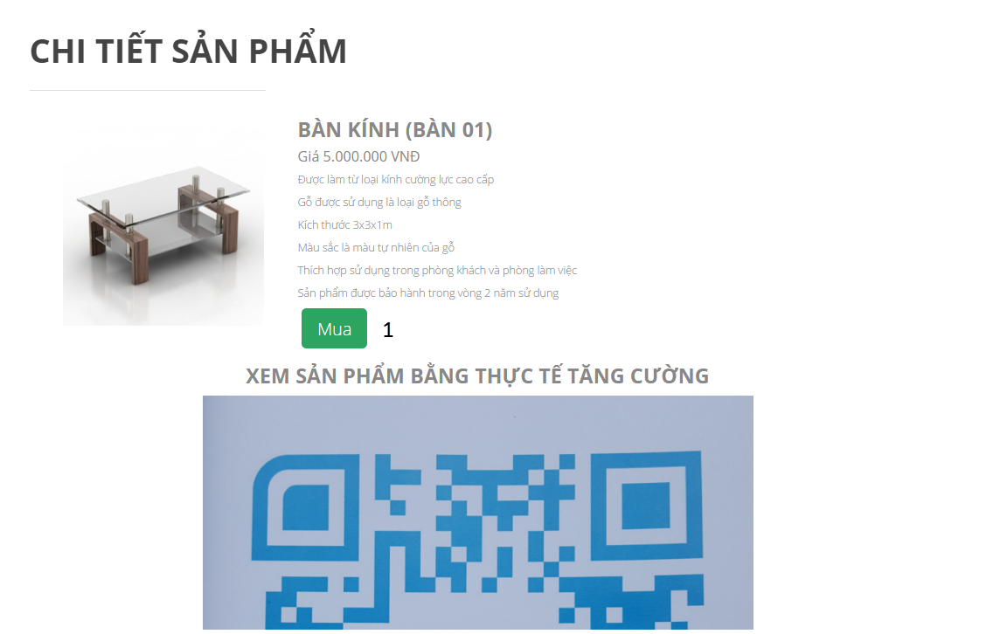 CHI TIẾT SẢN PHẨM
BÀN KÍNH (BÀN 01)
Giá 5.000.000 VNĐ
Được làm từ loại kính cường lực cao cấp
Gỗ được sử dụng là loại gỗ thông
Kích thước 3x3x1m
Màu sắc là màu tự nhiên của gỗ
Thích hợp sử dụng trong phòng khách và phòng làm việc
Sản phẩm được bảo hành trong vòng 2 năm sử dụng
Mua 1
XEM SẢN PHẨM BẰNG THỰC TẾ TĂNG CƯỜNG